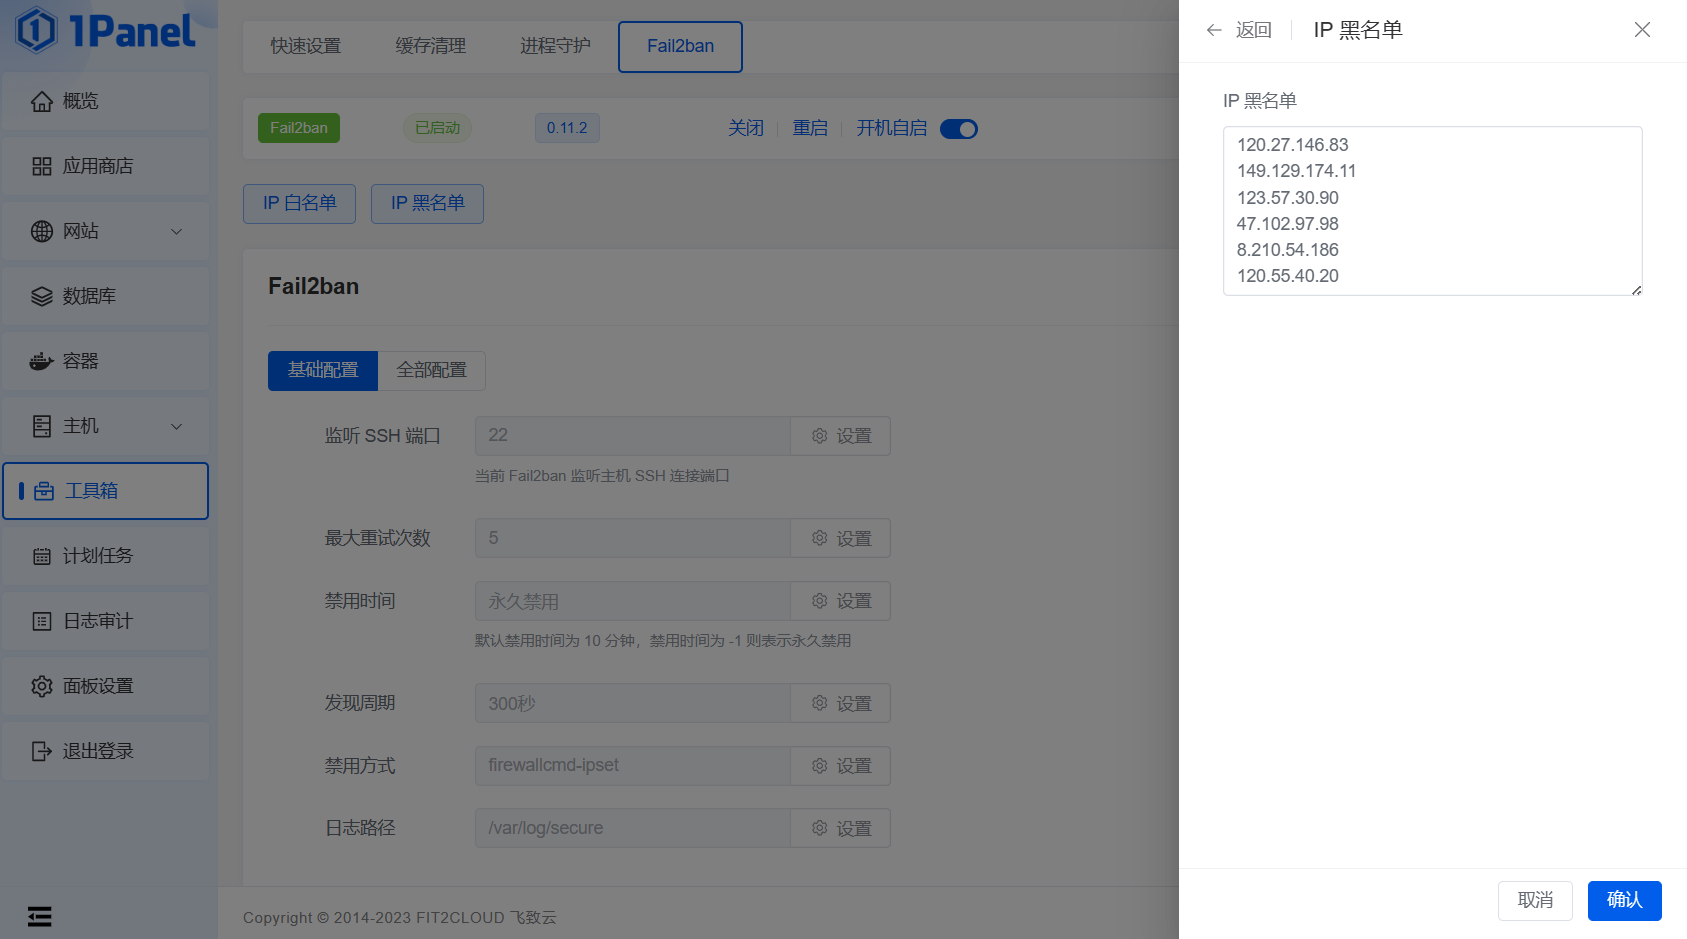 1Panel
概览
应用商店
网站
数据库
容器
主机
工具箱
计划任务
日志审计
面板设置
退出登录
快速设置
缓存清理
进程守护
Fail2ban
Fail2ban
已启动
0.11.2
关闭
重启
开机自启
IP 白名单
IP 黑名单
Fail2ban
基础配置
全部配置
监听 SSH 端口
22
设置
当前 Fail2ban 监听主机 SSH 连接端口
最大重试次数
5
设置
禁用时间
永久禁用
设置
默认禁用时间为 10 分钟，禁用时间为 -1 则表示永久禁用
发现周期
300秒
设置
禁用方式
firewallcmd-ipset
设置
日志路径
/var/log/secure
设置
Copyright © 2014-2023 FIT2CLOUD 飞致云
返回
IP 黑名单
IP 黑名单
120.27.146.83
149.129.174.11
123.57.30.90
47.102.97.98
8.210.54.186
120.55.40.20
取消
确认